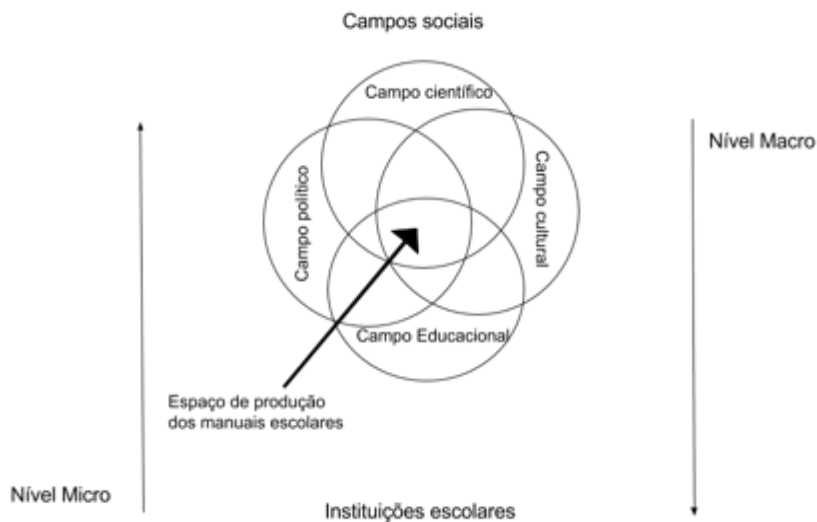 Campos sociais
Campo científico
Nível Macro
Campo político
Campo cultural
Campo Educacional
Espaço de produção
dos manuais escolares
Nível Micro
Instituições escolares